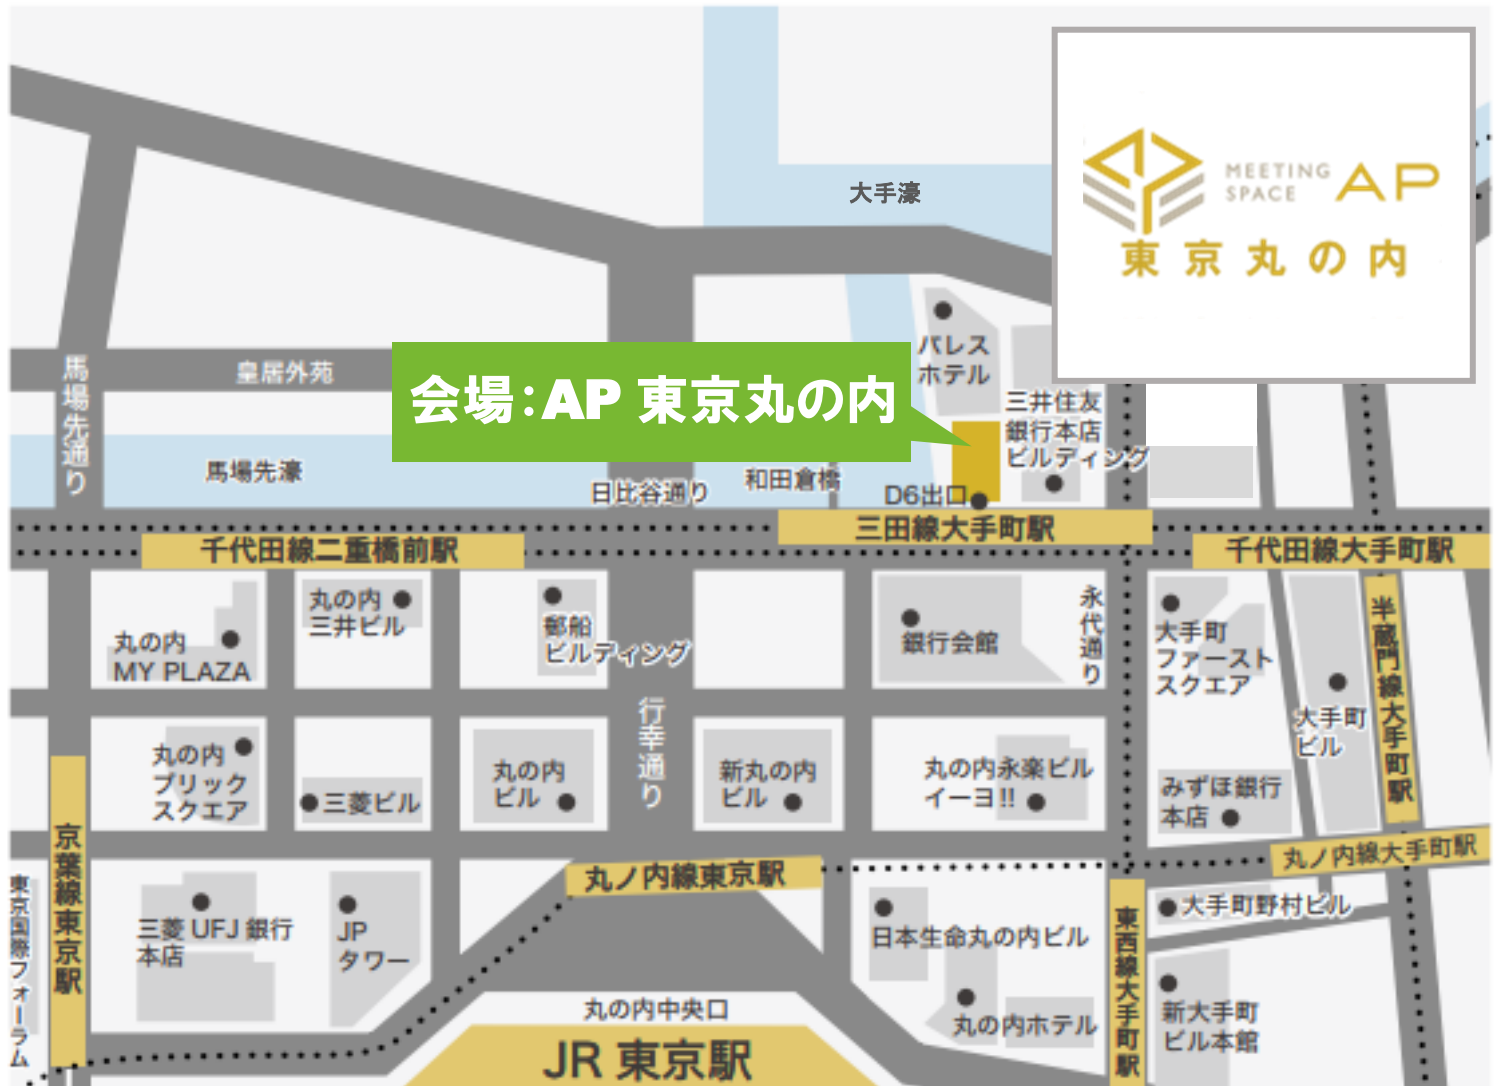 大手濠
MEETING
SPACE
AP
東京丸の内
パレス
ホテル
馬場先通り
皇居外苑
会場：AP 東京丸の内
三井住友
銀行本店
ビルディング
馬場先濠
日比谷通り
和田倉橋
D6出口
三田線大手町駅
千代田線二重橋前駅
千代田線大手町駅
丸の内
MY PLAZA
丸の内
三井ビル
郵船
ビルディング
銀行会館
永代通り
大手町
ファースト
スクエア
半蔵門線大手町駅
大手町
ビル
行幸通り
丸の内
ブリック
スクエア
三菱ビル
丸の内
ビル
新丸の内
ビル
丸の内永楽ビル
イーヨ!!
みずほ銀行
本店
京葉線東京駅
丸ノ内線東京駅
丸ノ内線大手町駅
東京国際フォーラム
三菱 UFJ 銀行
本店
JP
タワー
日本生命丸の内ビル
東西線大手町駅
大手町野村ビル
丸の内ホテル
新大手町
ビル本館
丸の内中央口
JR 東京駅